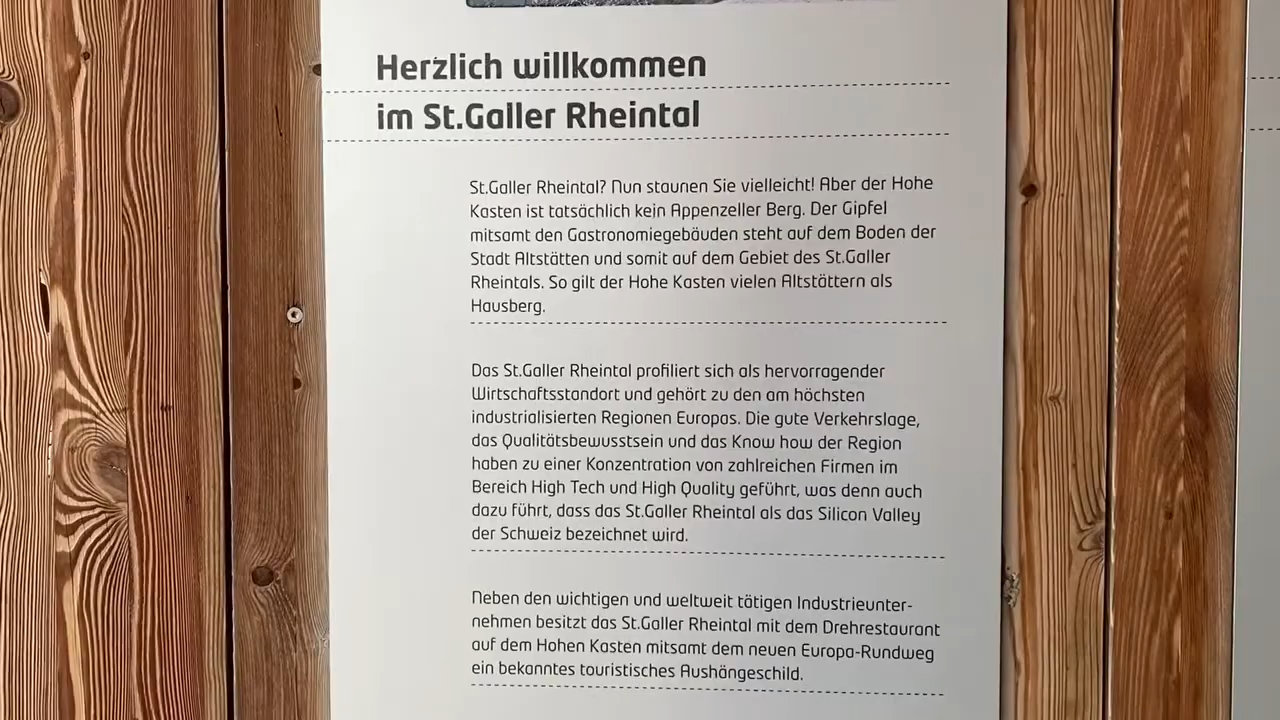 Herzlich willkommen
im St.Galler Rheintal
St.Galler Rheintal? Nun staunen Sie vielleicht! Aber der Hohe
Kasten ist tatsächlich kein Appenzeller Berg. Der Gipfel
mitsamt den Gastronomiegebäuden steht auf dem Boden der
Stadt Altstätten und somit auf dem Gebiet des St.Galler
Rheintals. So gilt der Hohe Kasten vielen Altstättern als
Hausberg.
Das St.Galler Rheintal profiliert sich als hervorragender
Wirtschaftsstandort und gehört zu den am höchsten
industrialisierten Regionen Europas. Die gute Verkehrslage,
das Qualitätsbewusstsein und das Know how der Region
haben zu einer Konzentration von zahlreichen Firmen im
Bereich High Tech und High Quality geführt, was denn auch
dazu führt, dass das St.Galler Rheintal als das Silicon Valley
der Schweiz bezeichnet wird.
Neben den wichtigen und weltweit tätigen Industrieunter-
nehmen besitzt das St.Galler Rheintal mit dem Drehrestaurant
auf dem Hohen Kasten mitsamt dem neuen Europa-Rundweg
ein bekanntes touristisches Aushängeschild.